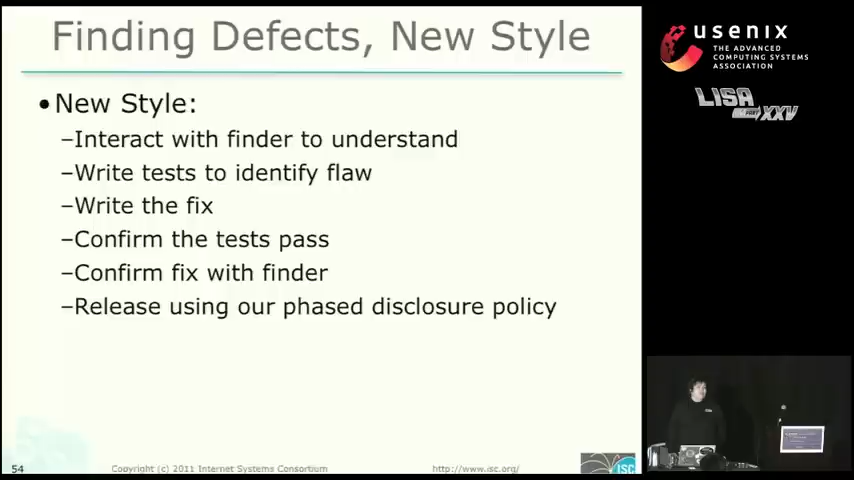 Finding Defects, New Style
•New Style:
–Interact with finder to understand
–Write tests to identify flaw
–Write the fix
–Confirm the tests pass
–Confirm fix with finder
–Release using our phased disclosure policy
54
Copyright (c) 2011 Internet Systems Consortium
http://www.isc.org/
ISC
usenix
THE ADVANCED
COMPUTING SYSTEMS
ASSOCIATION
LISA
XXV